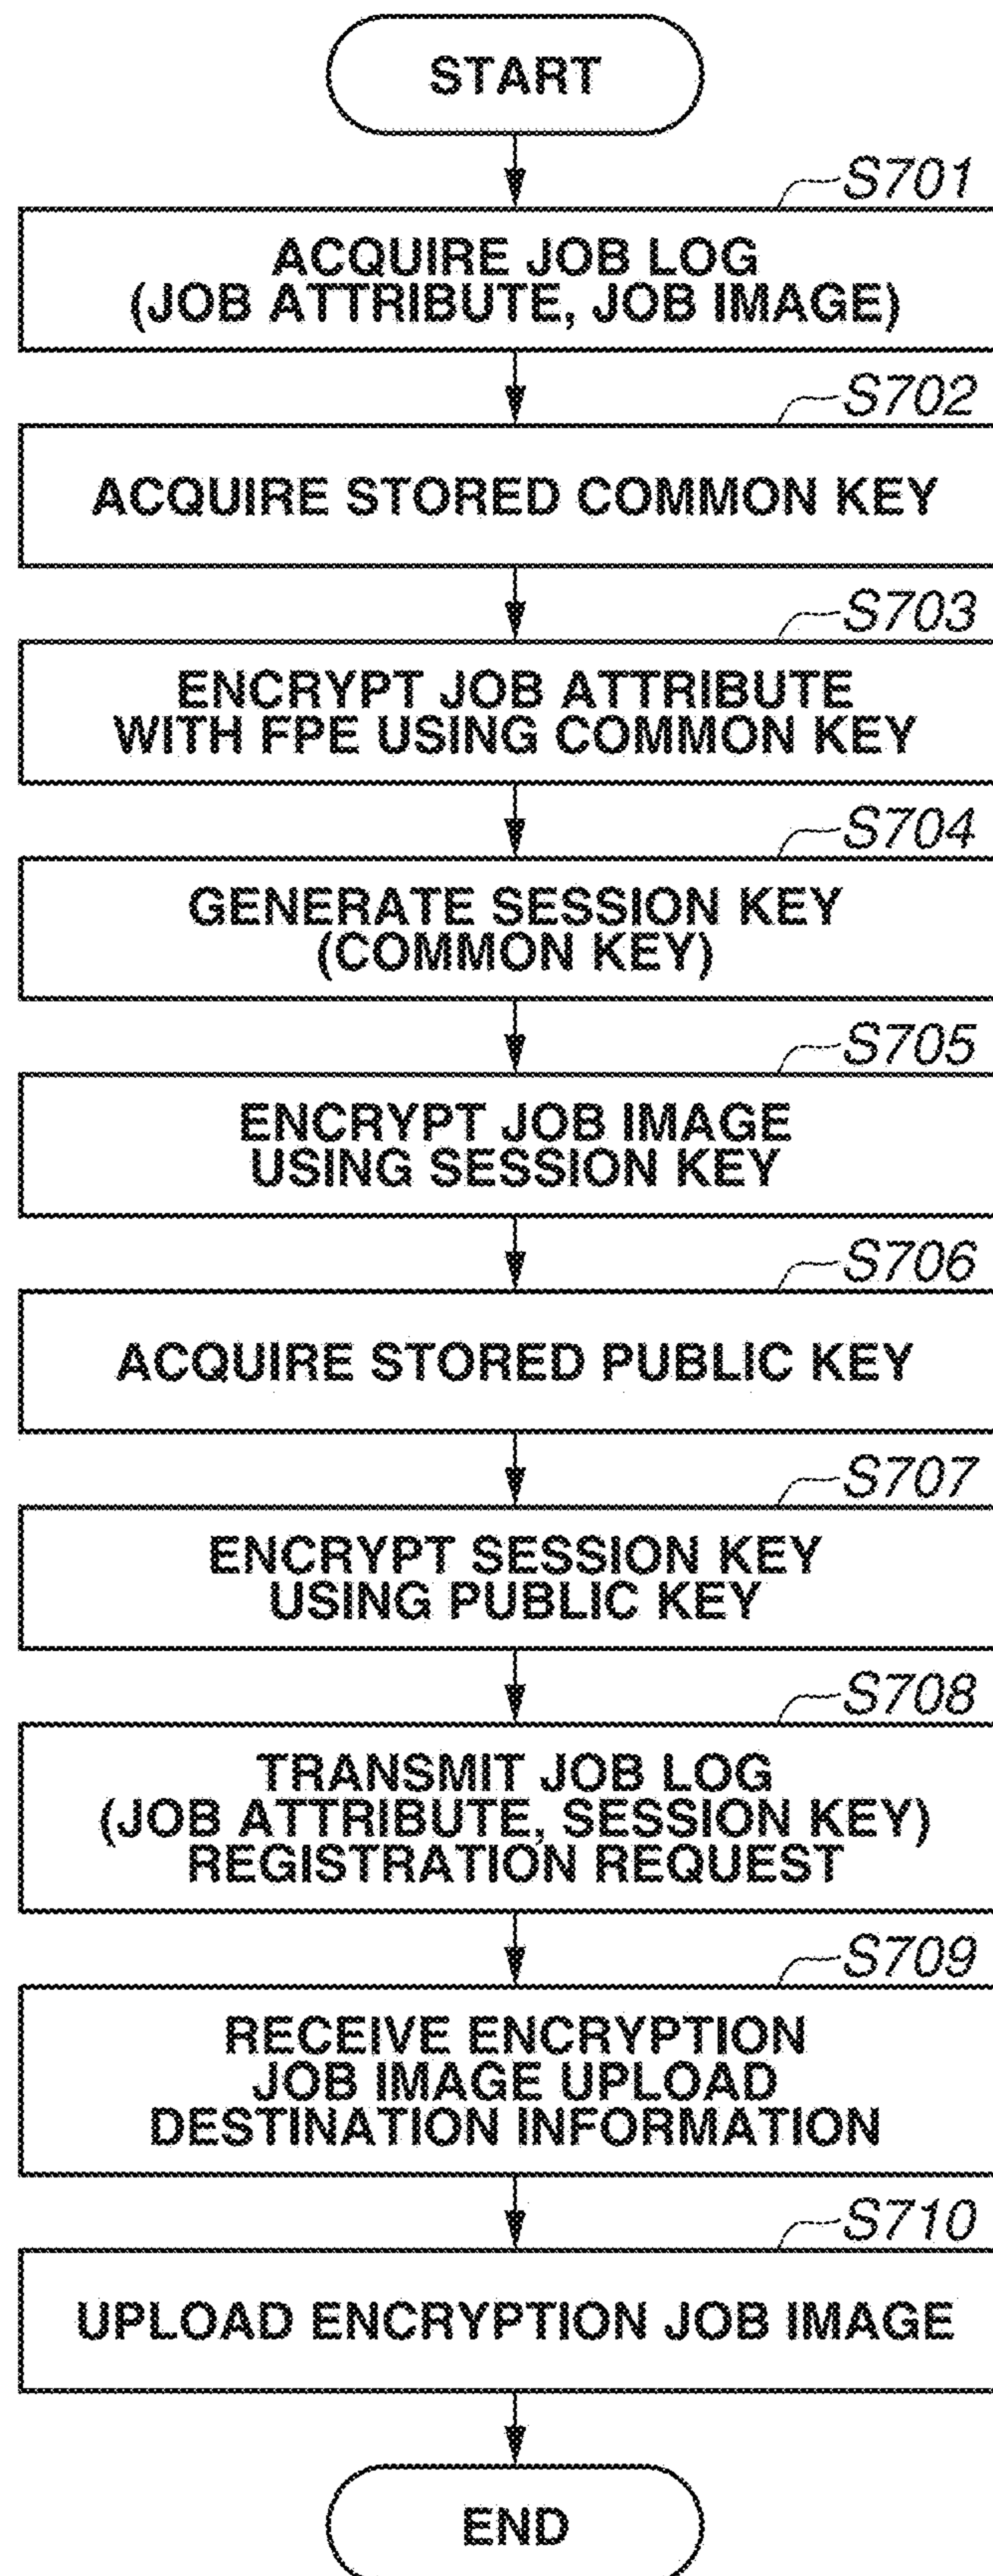 START
S701
ACQUIRE JOB LOG
(JOB ATTRIBUTE, JOB IMAGE)
S702
ACQUIRE STORED COMMON KEY
S703
ENCRYPT JOB ATTRIBUTE
WITH FPE USING COMMON KEY
S704
GENERATE SESSION KEY
(COMMON KEY)
S705
ENCRYPT JOB IMAGE
USING SESSION KEY
S706
ACQUIRE STORED PUBLIC KEY
S707
ENCRYPT SESSION KEY
USING PUBLIC KEY
S708
TRANSMIT JOB LOG
(JOB ATTRIBUTE, SESSION KEY)
REGISTRATION REQUEST
S709
RECEIVE ENCRYPTION
JOB IMAGE UPLOAD
DESTINATION INFORMATION
S710
UPLOAD ENCRYPTION JOB IMAGE
END